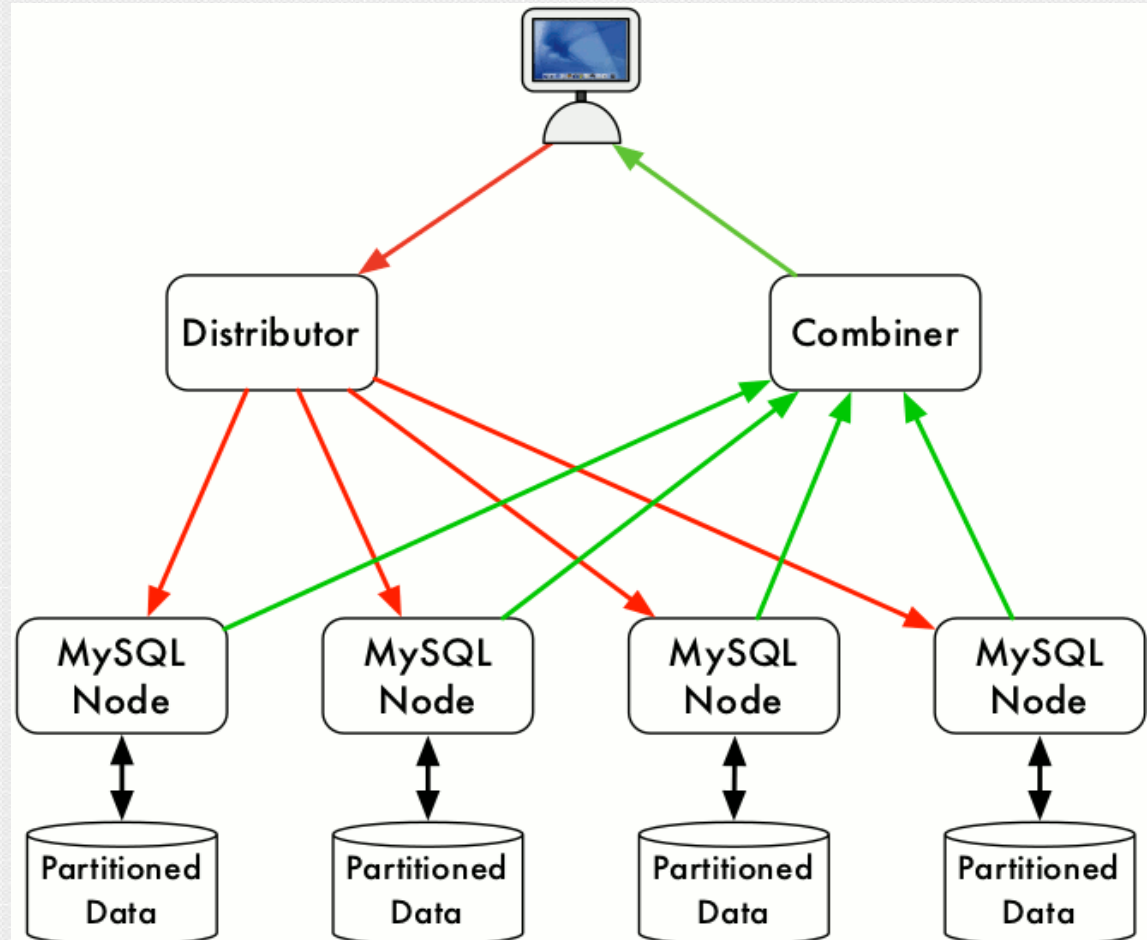 Distributor
Combiner
MySQL
Node
MySQL
Node
MySQL
Node
MySQL
Node
Partitioned
Data
Partitioned
Data
Partitioned
Data
Partitioned
Data